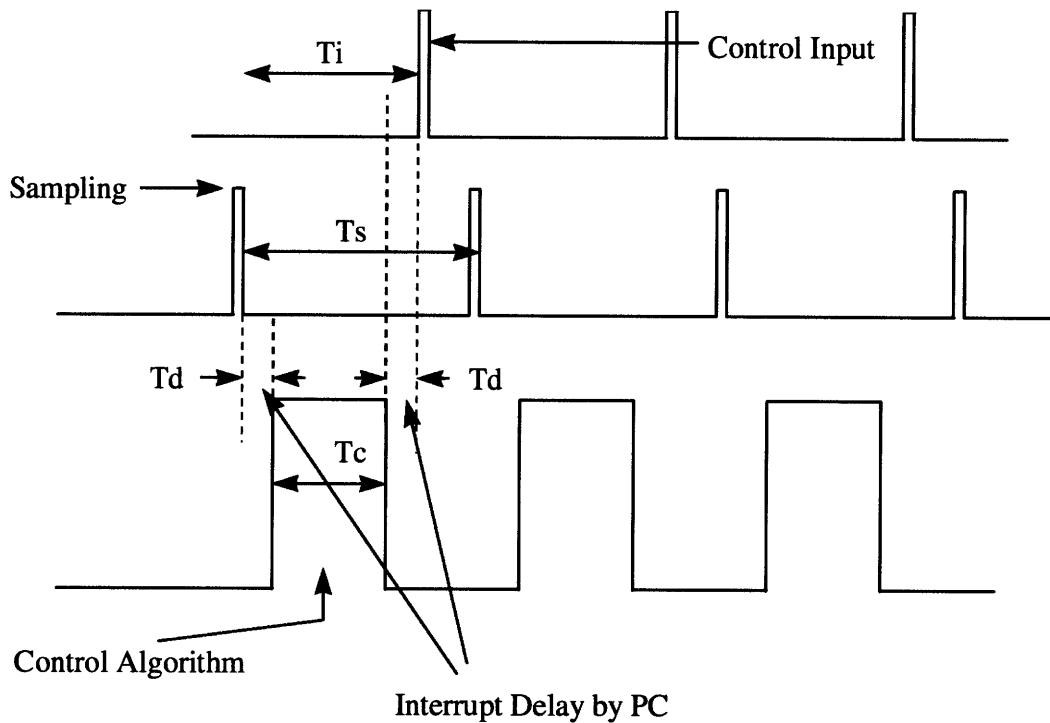 Ti
Control Input
Sampling
Ts
Td
Td
Tc
Control Algorithm
Interrupt Delay by PC